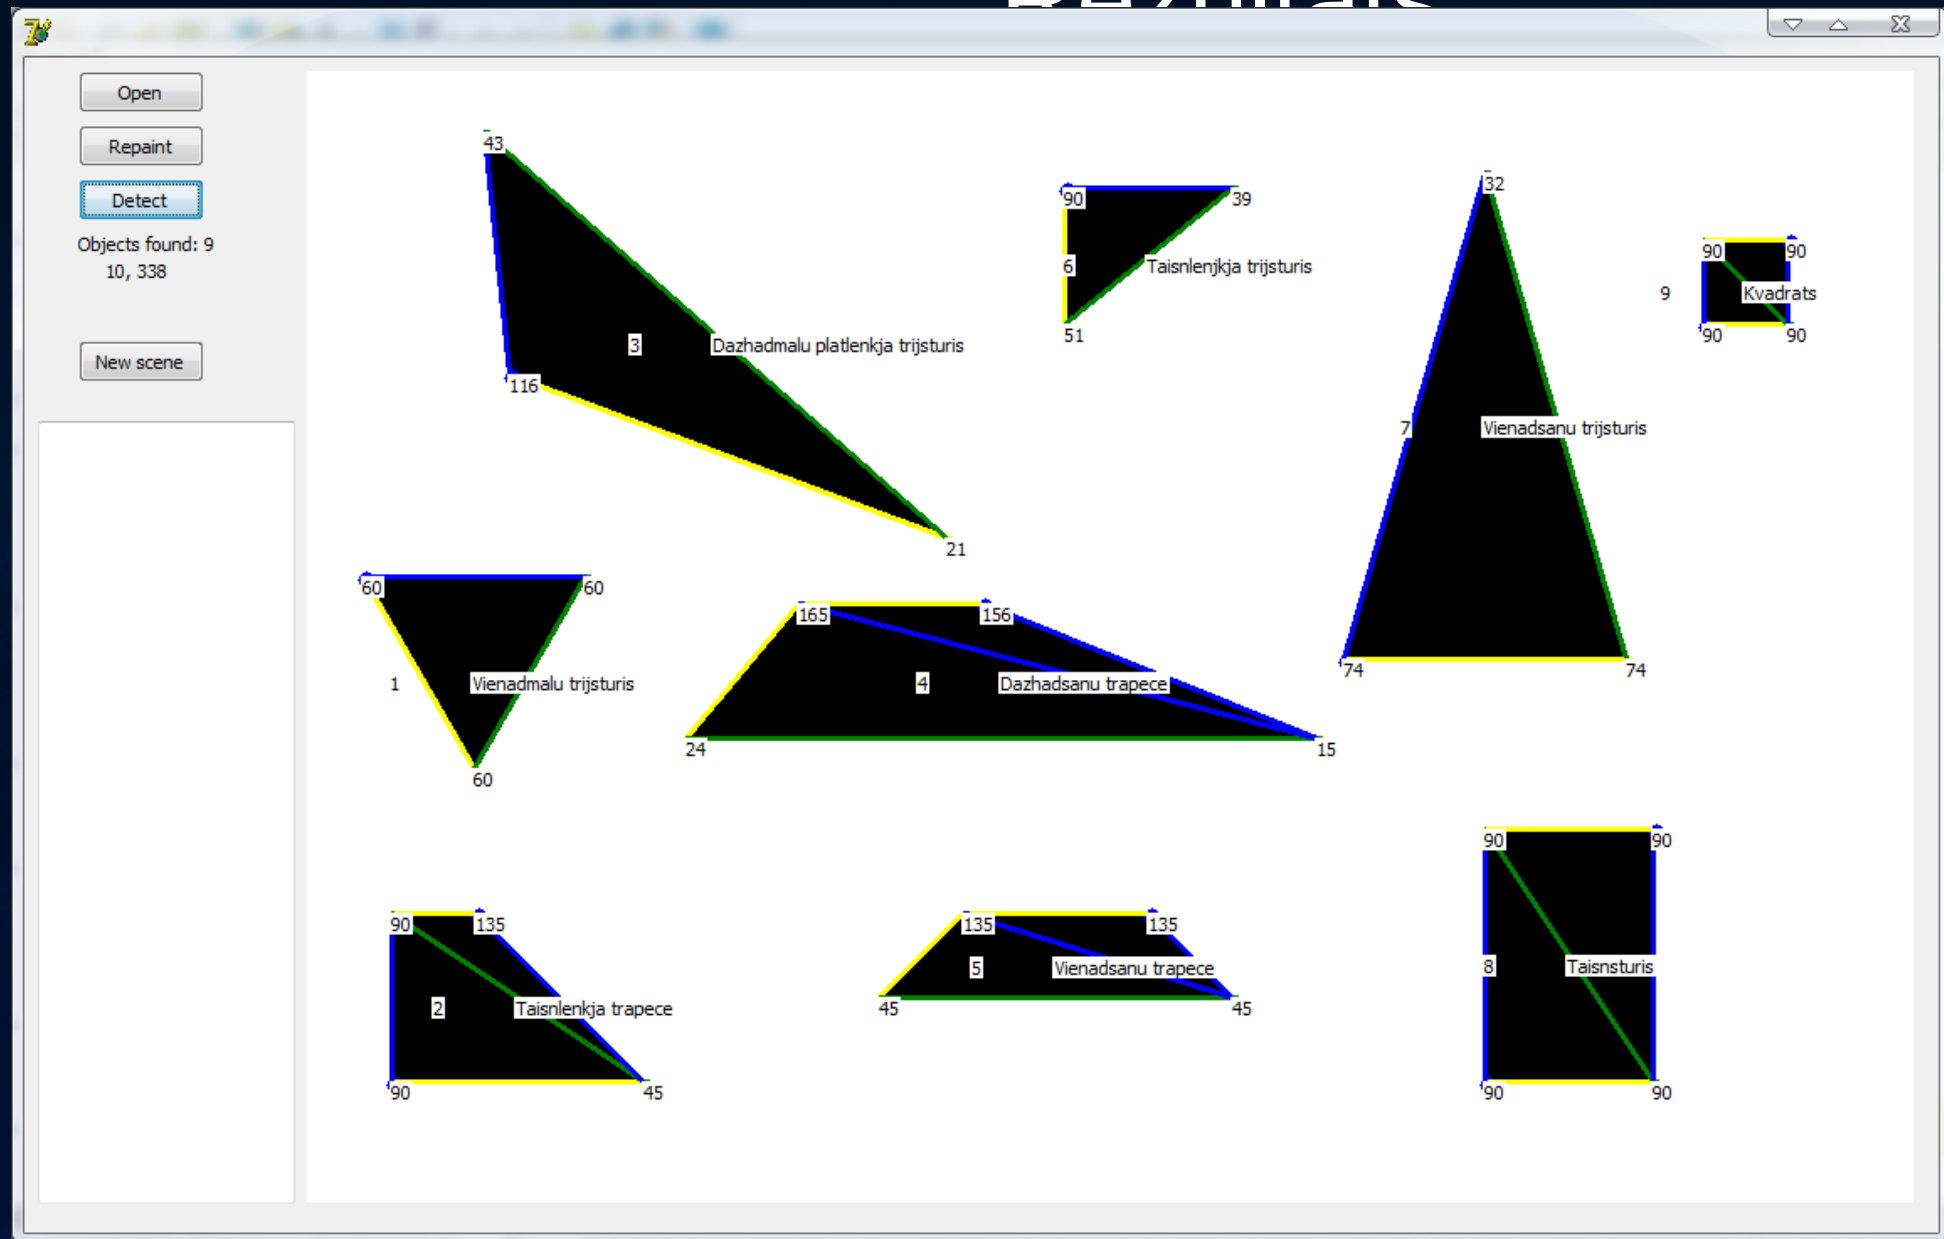 Rezultāts
Open
Repaint
Detect
Objects found: 9
10, 338
New scene
43
3
Dazhadmalu platlenkja trijsturis
116
21
90
39
6
Taisnlenjkja trijsturis
51
32
7
Vienadsanu trijsturis
74
74
90
90
9
Kvadrats
90
90
60
60
1
Vienadmalu trijsturis
60
165
156
4
Dazhadsanu trapece
24
15
90
135
2
Taisnlenkja trapece
90
45
135
135
5
Vienadsanu trapece
45
45
90
90
8
Taisnsturis
90
90